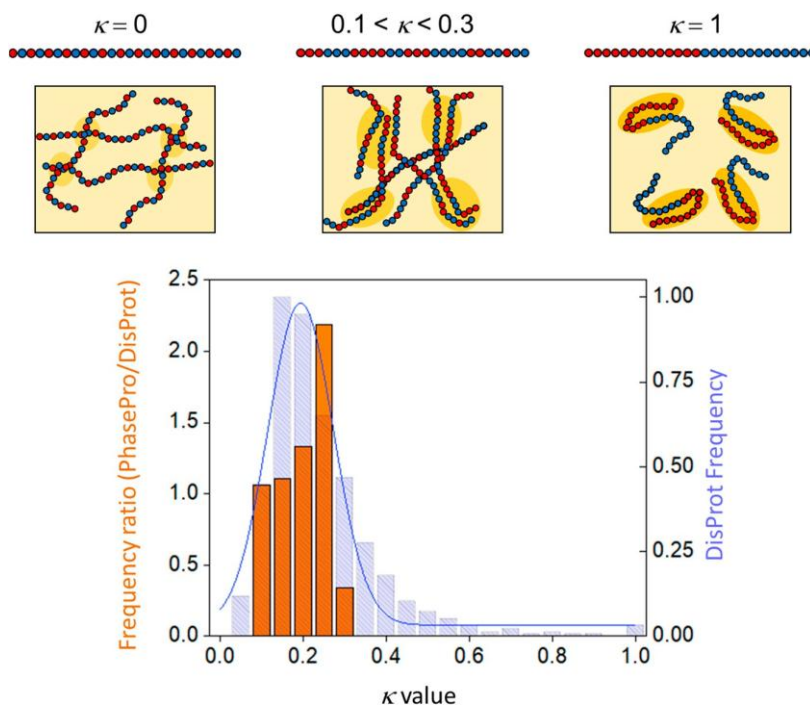 κ = 0
0.1 < κ < 0.3
κ = 1
Frequency ratio (PhasePro/DisProt)
2.5
2.0
1.5
1.0
0.5
0.0
1.00
0.75
0.50
0.25
0.00
DisProt Frequency
0.0 0.2 0.4 0.6 0.8 1.0
κ value